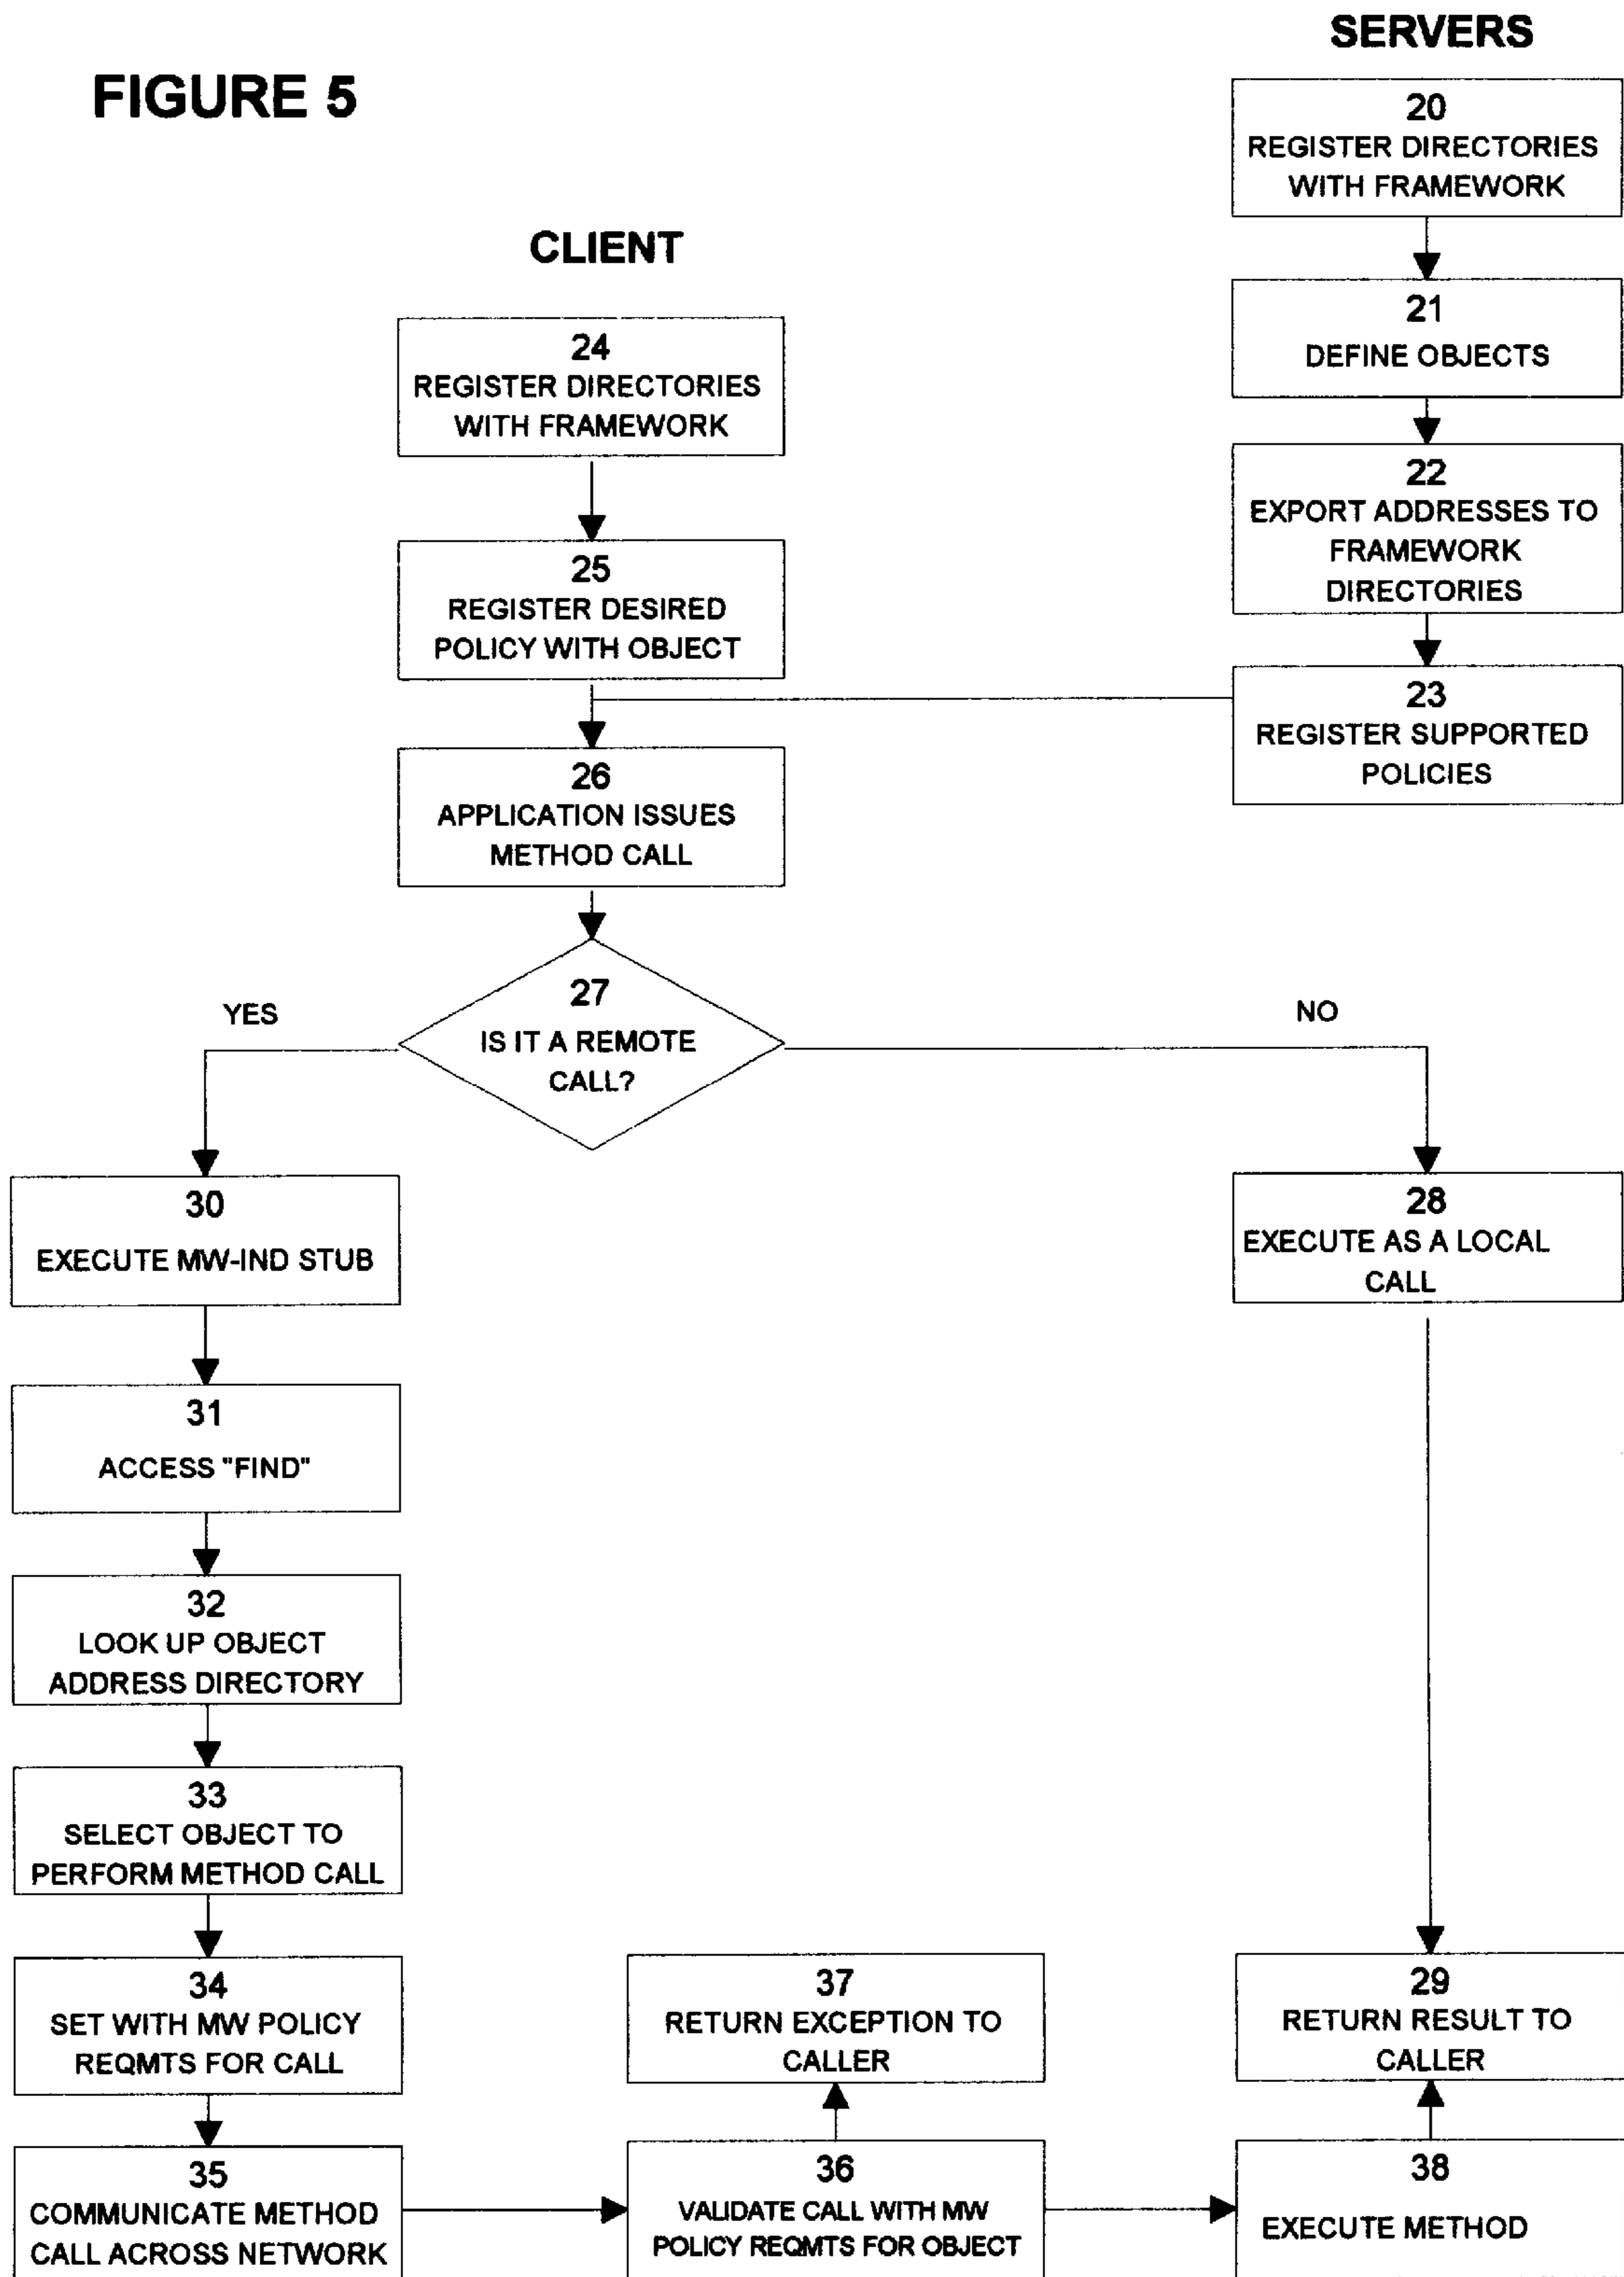 FIGURE 5
SERVERS
20
REGISTER DIRECTORIES
WITH FRAMEWORK
21
DEFINE OBJECTS
22
EXPORT ADDRESSES TO
FRAMEWORK
DIRECTORIES
23
REGISTER SUPPORTED
POLICIES
CLIENT
24
REGISTER DIRECTORIES
WITH FRAMEWORK
25
REGISTER DESIRED
POLICY WITH OBJECT
26
APPLICATION ISSUES
METHOD CALL
27
IS IT A REMOTE
CALL?
YES
NO
28
EXECUTE AS A LOCAL
CALL
30
EXECUTE MW-IND STUB
31
ACCESS "FIND"
32
LOOK UP OBJECT
ADDRESS DIRECTORY
33
SELECT OBJECT TO
PERFORM METHOD CALL
34
SET WITH MW POLICY
REQMTS FOR CALL
35
COMMUNICATE METHOD
CALL ACROSS NETWORK
36
VALIDATE CALL WITH MW
POLICY REQMTS FOR OBJECT
37
RETURN EXCEPTION TO
CALLER
38
EXECUTE METHOD
29
RETURN RESULT TO
CALLER